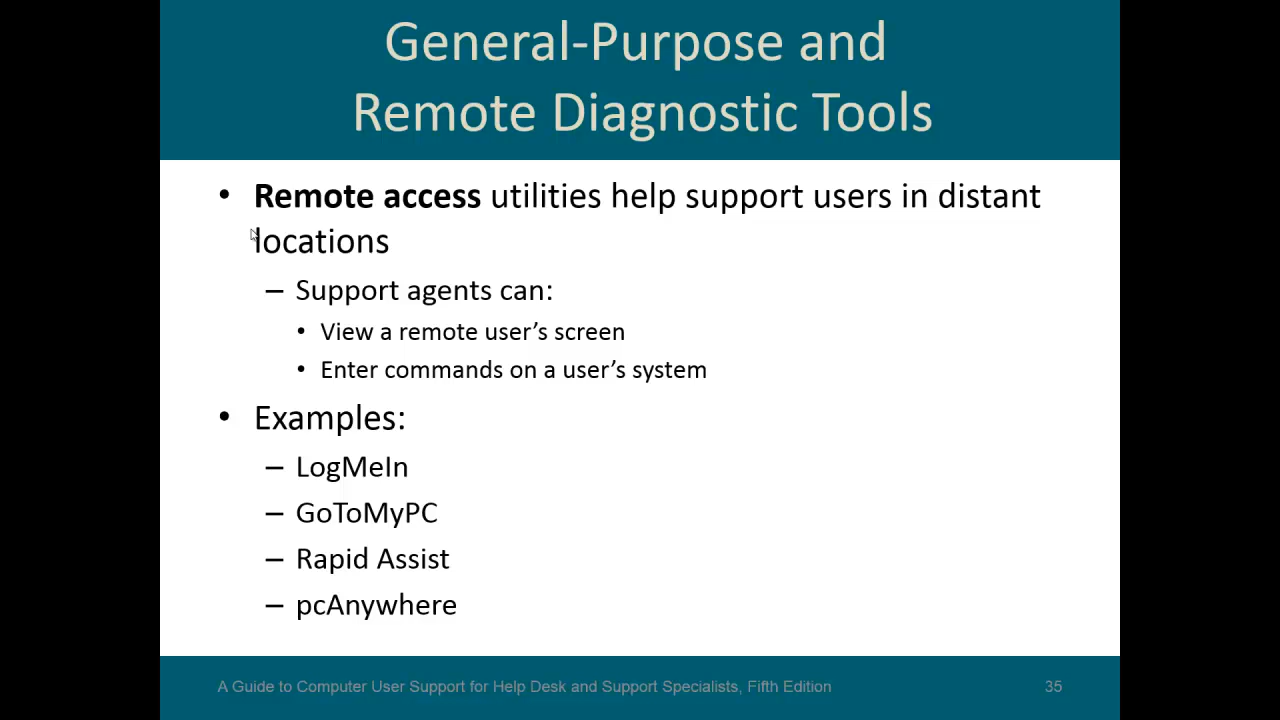 General-Purpose and
Remote Diagnostic Tools
• Remote access utilities help support users in distant
locations
– Support agents can:
• View a remote user’s screen
• Enter commands on a user’s system
• Examples:
– LogMeIn
– GoToMyPC
– Rapid Assist
– pcAnywhere
A Guide to Computer User Support for Help Desk and Support Specialists, Fifth Edition 35